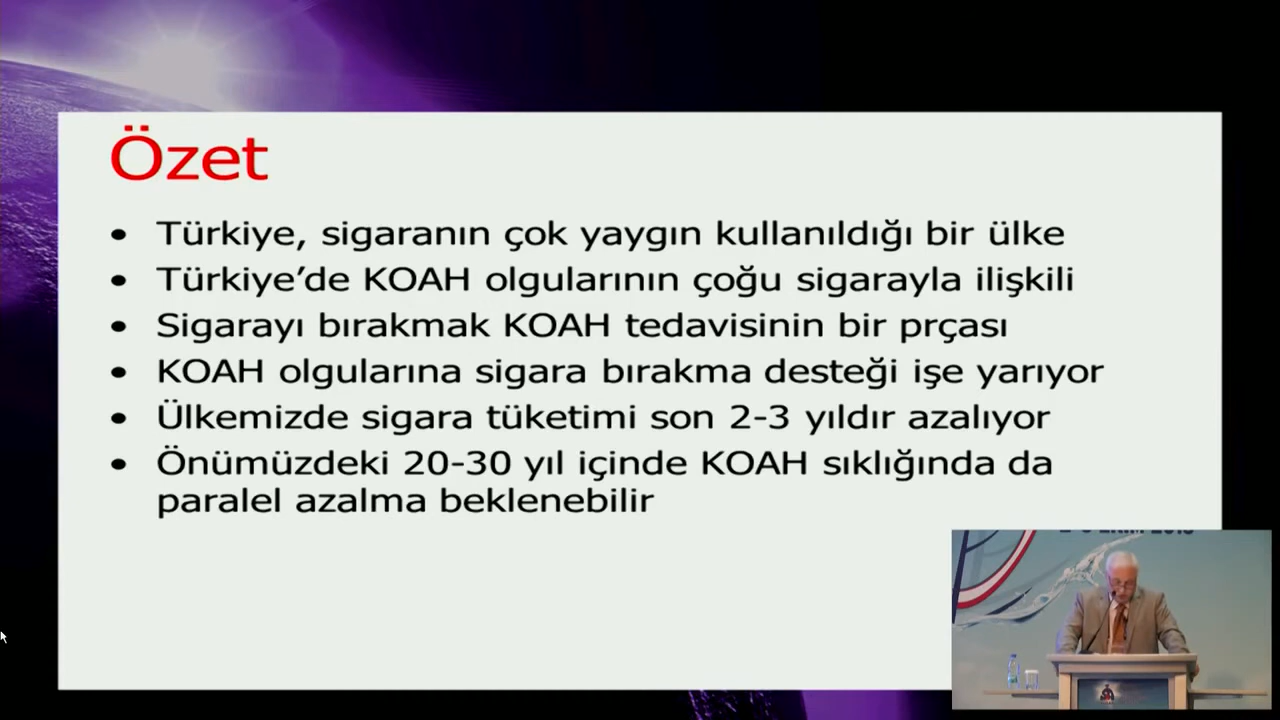 Özet
• Türkiye, sigaranın çok yaygın kullanıldığı bir ülke
• Türkiye’de KOAH olgularının çoğu sigarayla ilişkili
• Sigarayı bırakmak KOAH tedavisinin bir prçası
• KOAH olgularına sigara bırakma desteği işe yarıyor
• Ülkemizde sigara tüketimi son 2-3 yıldır azalıyor
• Önümüzdeki 20-30 yıl içinde KOAH sıklığında da
paralel azalma beklenebilir